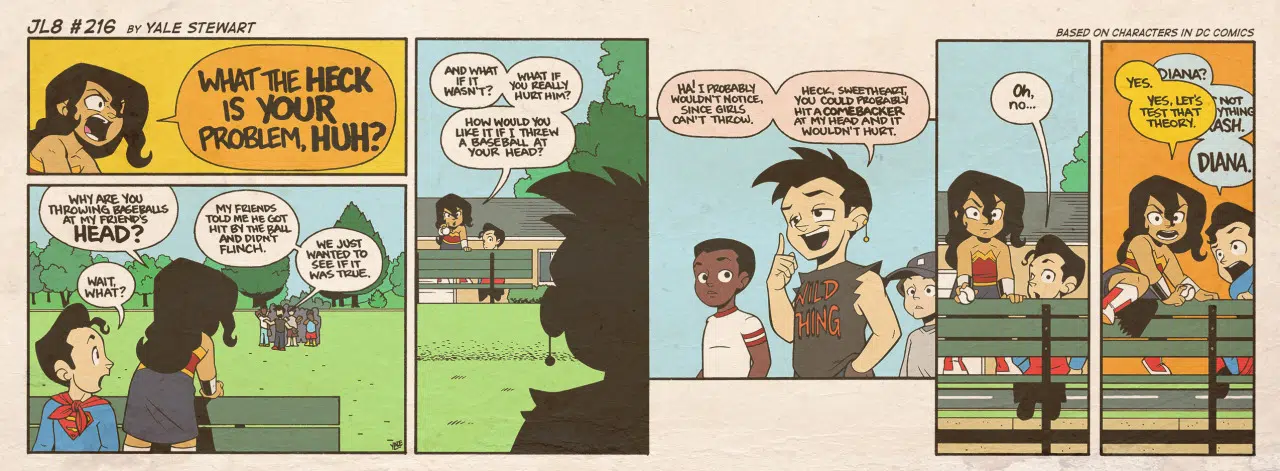 JL8 #216 BY YALE STEWART
BASED ON CHARACTERS IN DC COMICS
WHAT THE HECK
IS YOUR
PROBLEM, HUH?
WHY ARE YOU
THROWING BASEBALLS
AT MY FRIEND'S
HEAD?
WAIT,
WHAT?
MY FRIENDS
TOLD ME HE GOT
HIT BY THE BALL
AND DIDN'T
FLINCH.
WE JUST
WANTED TO
SEE IF IT
WAS TRUE.
YALE
AND WHAT
IF IT
WASN'T?
WHAT IF
YOU REALLY
HURT HIM?
HOW WOULD YOU
LIKE IT IF I THREW
A BASEBALL AT
YOUR HEAD?
HA! I PROBABLY
WOULDN'T NOTICE,
SINCE GIRLS
CAN'T THROW.
HECK, SWEETHEART,
YOU COULD PROBABLY
HIT A COMEBACKER
AT MY HEAD AND IT
WOULDN'T HURT.
WILD
THING
Oh,
no...
YES.
DIANA?
YES, LET'S
TEST THAT
THEORY.
NOT
YTHING
ASH.
DIANA.